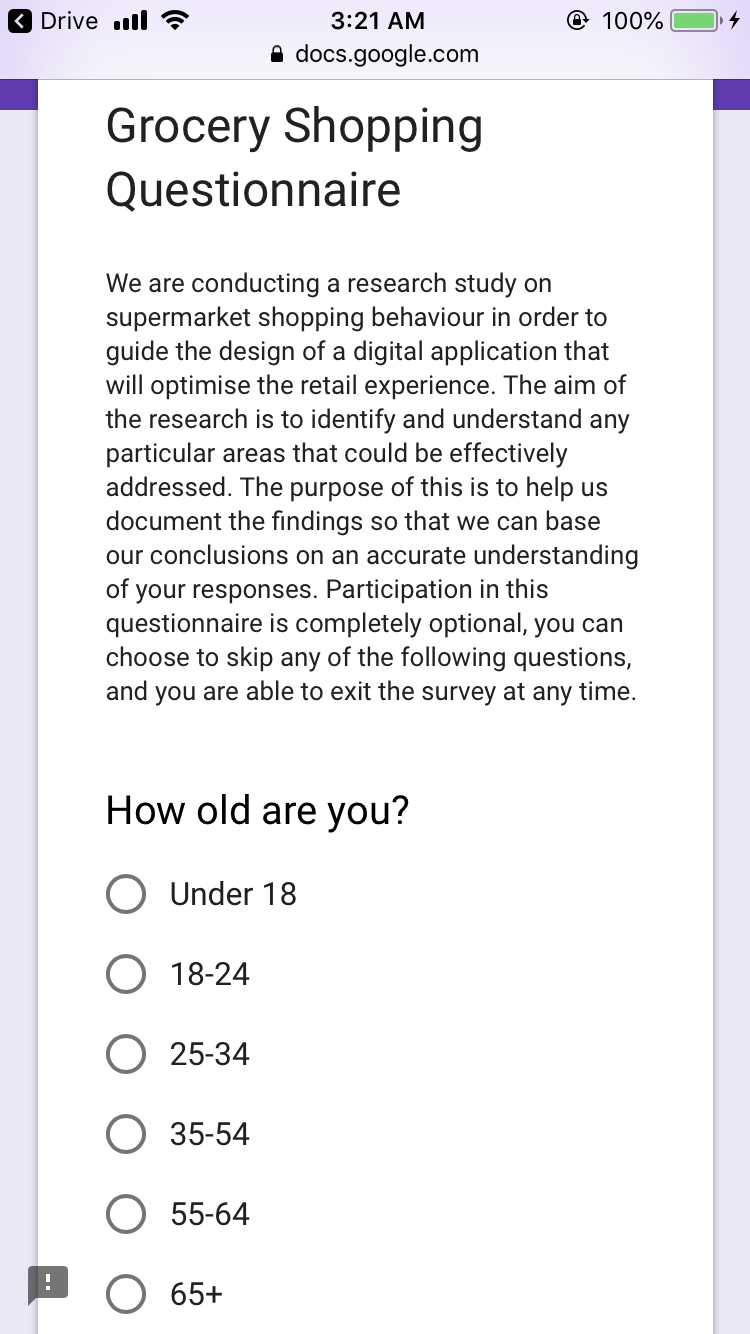 Drive 3:21 AM 100%
docs.google.com
Grocery Shopping
Questionnaire
We are conducting a research study on
supermarket shopping behaviour in order to
guide the design of a digital application that
will optimise the retail experience. The aim of
the research is to identify and understand any
particular areas that could be effectively
addressed. The purpose of this is to help us
document the findings so that we can base
our conclusions on an accurate understanding
of your responses. Participation in this
questionnaire is completely optional, you can
choose to skip any of the following questions,
and you are able to exit the survey at any time.
How old are you?
Under 18
18-24
25-34
35-54
55-64
65+